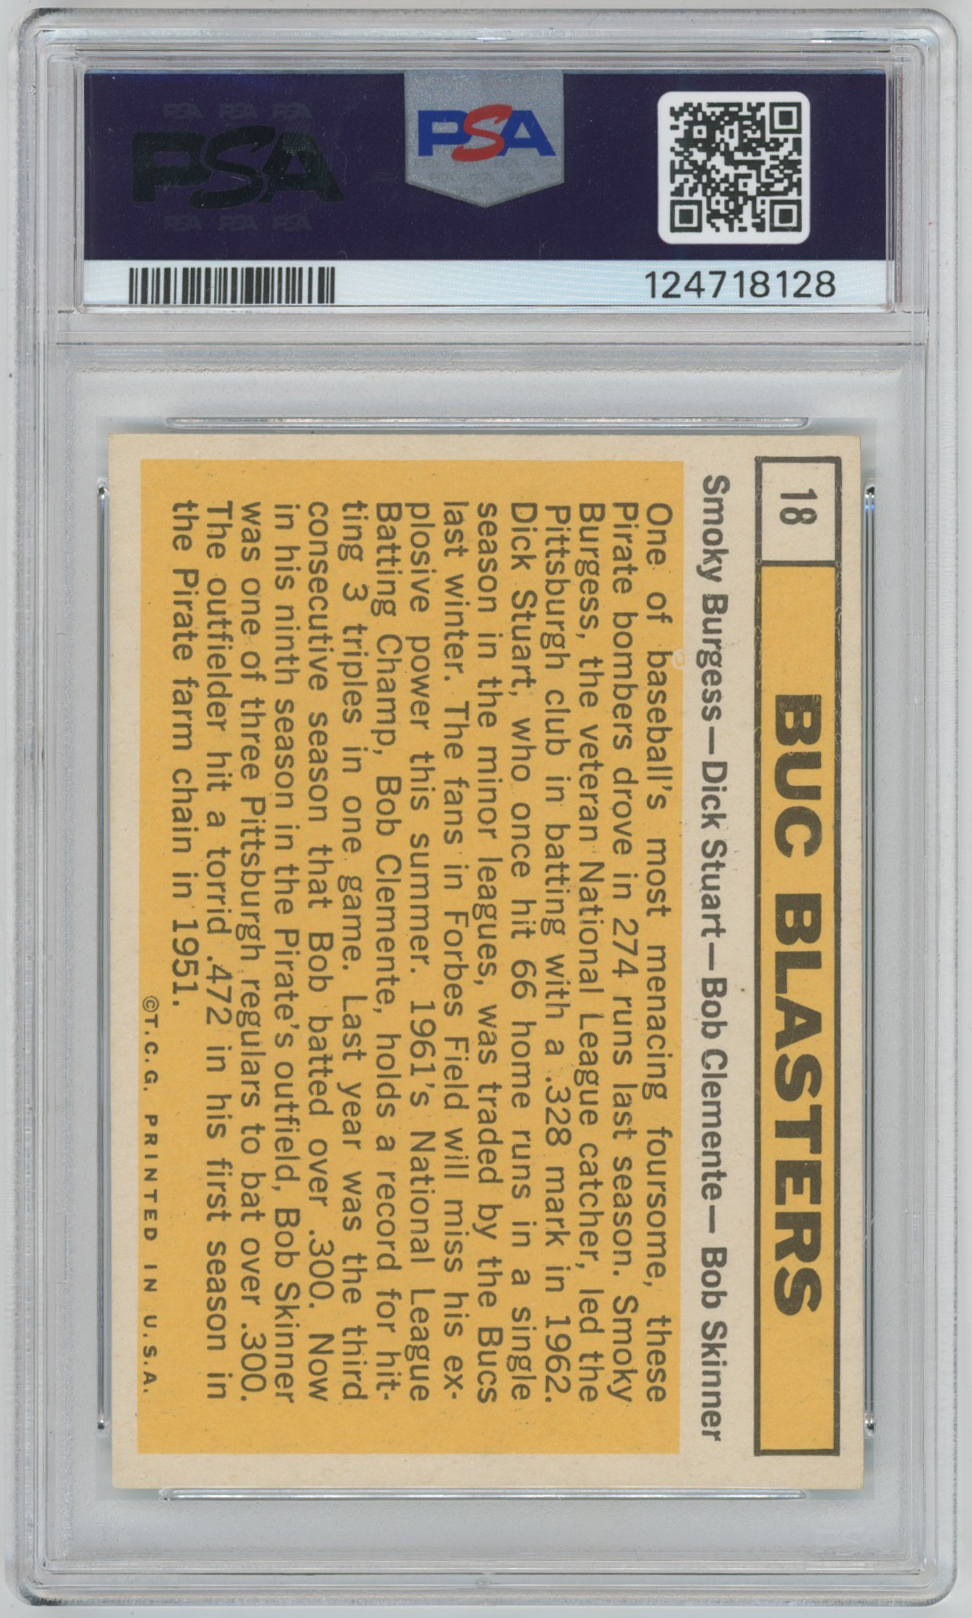 PSA PSA PSA
PSA
PSA PSA PSA
PSA
124718128
18
BUC BLASTERS
Smoky Burgess—Dick Stuart—Bob Clemente— Bob Skinner
One of baseball's most menacing foursome, these
Pirate bombers drove in 274 runs last season. Smoky
Burgess, the veteran National League catcher, led the
Pittsburgh club in batting with a .328 mark in 1962.
Dick Stuart, who once hit 66 home runs in a single
season in the minor leagues, was traded by the Bucs
last winter. The fans in Forbes Field will miss his ex-
plosive power this summer. 1961's National League
Batting Champ, Bob Clemente, holds a record for hit-
ting 3 triples in one game. Last year was the third
consecutive season that Bob batted over .300. Now
in his ninth season in the Pirate's outfield, Bob Skinner
was one of three Pittsburgh regulars to bat over .300.
The outfielder hit a torrid .472 in his first season in
the Pirate farm chain in 1951.
©T.C.G. PRINTED IN U.S.A.